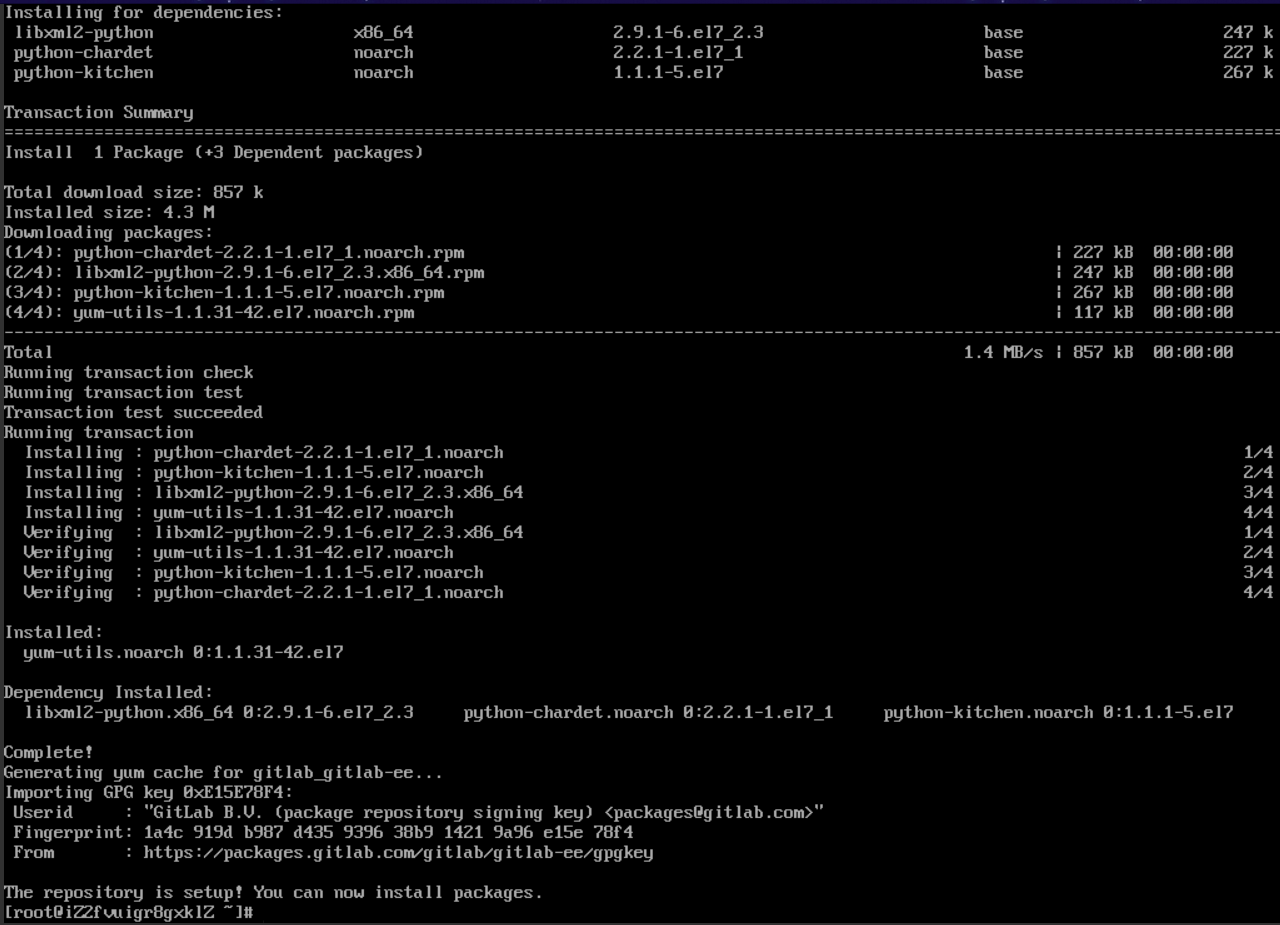 Installing for dependencies:
libxml2-python x86_64 2.9.1-6.el7_2.3 base 247 k
python-chardet noarch 2.2.1-1.el7_1 base 227 k
python-kitchen noarch 1.1.1-5.el7 base 267 k
Transaction Summary
================================================================================================================================
Install  1 Package (+3 Dependent packages)
Total download size: 857 k
Installed size: 4.3 M
Downloading packages:
(1/4): python-chardet-2.2.1-1.el7_1.noarch.rpm | 227 kB  00:00:00
(2/4): libxml2-python-2.9.1-6.el7_2.3.x86_64.rpm | 247 kB  00:00:00
(3/4): python-kitchen-1.1.1-5.el7.noarch.rpm | 267 kB  00:00:00
(4/4): yum-utils-1.1.31-42.el7.noarch.rpm | 117 kB  00:00:00
--------------------------------------------------------------------------------------------------------------------------------
Total 1.4 MB/s | 857 kB  00:00:00
Running transaction check
Running transaction test
Transaction test succeeded
Running transaction
Installing : python-chardet-2.2.1-1.el7_1.noarch 1/4
Installing : python-kitchen-1.1.1-5.el7.noarch 2/4
Installing : libxml2-python-2.9.1-6.el7_2.3.x86_64 3/4
Installing : yum-utils-1.1.31-42.el7.noarch 4/4
Verifying  : libxml2-python-2.9.1-6.el7_2.3.x86_64 1/4
Verifying  : yum-utils-1.1.31-42.el7.noarch 2/4
Verifying  : python-kitchen-1.1.1-5.el7.noarch 3/4
Verifying  : python-chardet-2.2.1-1.el7_1.noarch 4/4
Installed:
yum-utils.noarch 0:1.1.31-42.el7
Dependency Installed:
libxml2-python.x86_64 0:2.9.1-6.el7_2.3 python-chardet.noarch 0:2.2.1-1.el7_1 python-kitchen.noarch 0:1.1.1-5.el7
Complete!
Generating yum cache for gitlab_gitlab-ee...
Importing GPG key 0xE15E78F4:
Userid     : "GitLab B.V. (package repository signing key) <packages@gitlab.com>"
Fingerprint: 1a4c 919d b987 d435 9396 38b9 1421 9a96 e15e 78f4
From       : https://packages.gitlab.com/gitlab/gitlab-ee/gpgkey
The repository is setup! You can now install packages.
[root@iZ2fvuigr8gxklZ ~]#